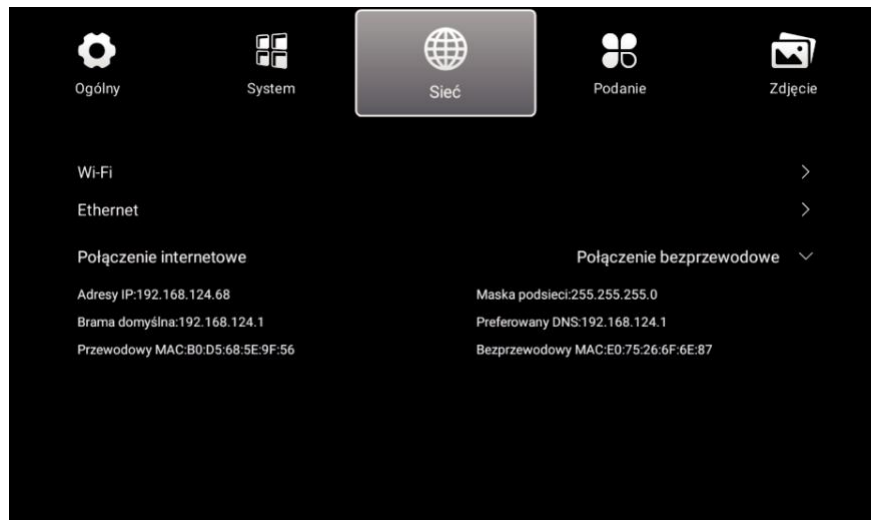 Ogólny
System
Sieć
Podanie
Zdjęcie
Wi-Fi
Ethernet
Połączenie internetowe Połączenie bezprzewodowe
Adresy IP:192.168.124.68 Maska podsieci:255.255.255.0
Brama domyślna:192.168.124.1 Preferowany DNS:192.168.124.1
Przewodowy MAC:B0:D5:68:5E:9F:56 Bezprzewodowy MAC:E0:75:26:6F:6E:87